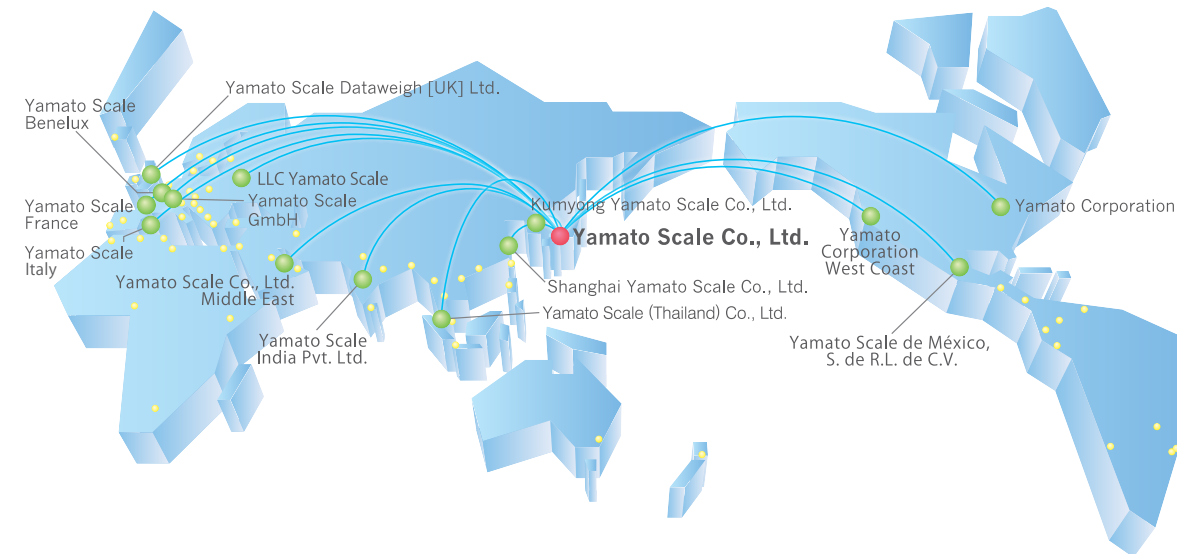 Yamato Scale Dataweigh [UK] Ltd.
Yamato Scale
Benelux
LLC Yamato Scale
Yamato Scale
GmbH
Yamato Scale
France
Yamato Scale
Italy
Yamato Scale Co., Ltd.
Middle East
Yamato Scale
India Pvt. Ltd.
Kumyong Yamato Scale Co., Ltd.
Yamato Scale Co., Ltd.
Shanghai Yamato Scale Co., Ltd.
Yamato Scale (Thailand) Co., Ltd.
Yamato Corporation
Yamato
Corporation
West Coast
Yamato Scale de México,
S. de R.L. de C.V.